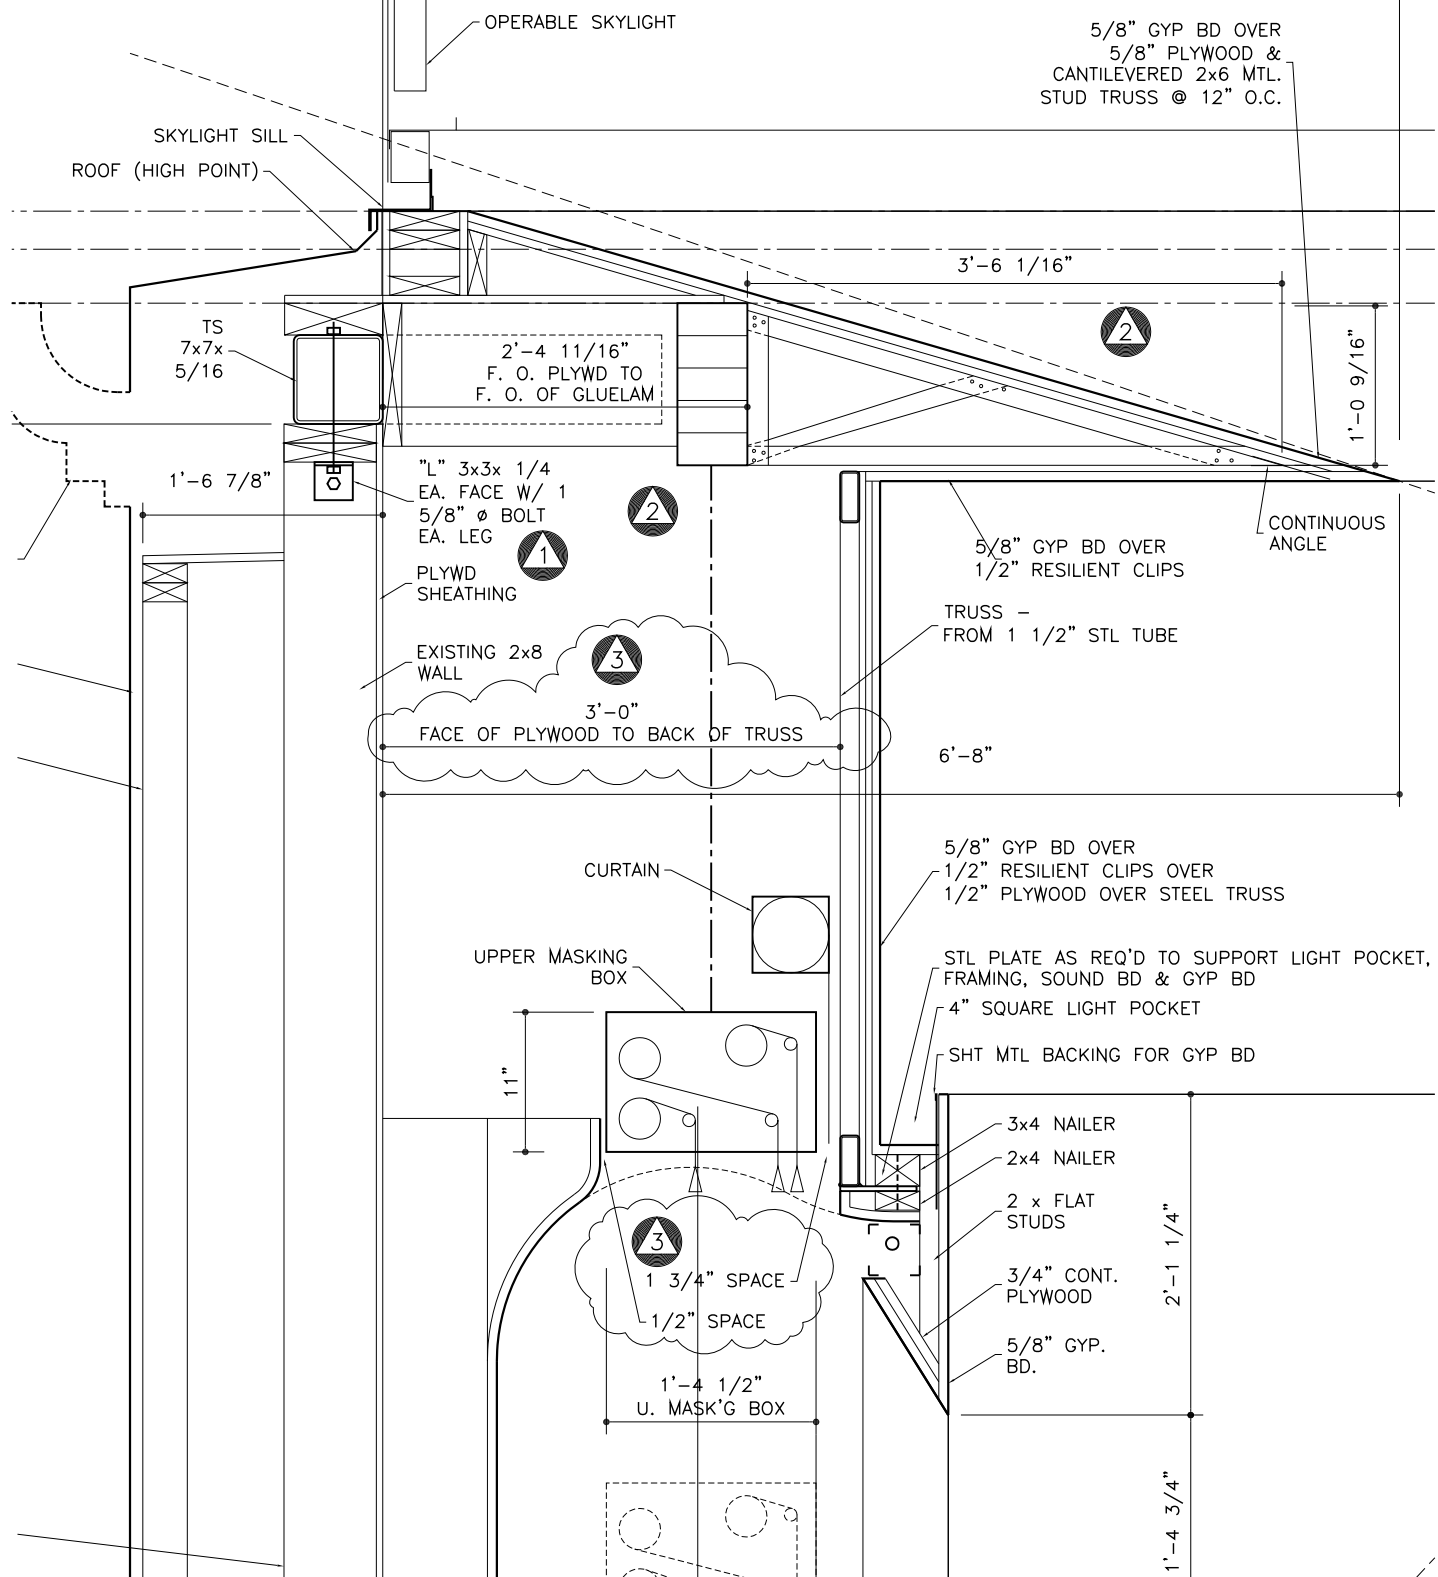 OPERABLE SKYLIGHT
5/8" GYP BD OVER
5/8" PLYWOOD &
CANTILEVERED 2x6 MTL.
STUD TRUSS @ 12" O.C.
SKYLIGHT SILL
ROOF (HIGH POINT)
3'-6 1/16"
2
1'-0 9/16"
TS
7x7x
5/16
2'-4 11/16"
F. O. PLYWD TO
F. O. OF GLUELAM
1'-6 7/8"
"L" 3x3x 1/4
EA. FACE W/ 1
5/8" ø BOLT
EA. LEG
2
1
CONTINUOUS
ANGLE
5/8" GYP BD OVER
1/2" RESILIENT CLIPS
PLYWD
SHEATHING
TRUSS –
FROM 1 1/2" STL TUBE
EXISTING 2x8
WALL
3
3'-0"
FACE OF PLYWOOD TO BACK OF TRUSS
6'-8"
5/8" GYP BD OVER
1/2" RESILIENT CLIPS OVER
1/2" PLYWOOD OVER STEEL TRUSS
CURTAIN
UPPER MASKING
BOX
STL PLATE AS REQ'D TO SUPPORT LIGHT POCKET,
FRAMING, SOUND BD & GYP BD
4" SQUARE LIGHT POCKET
SHT MTL BACKING FOR GYP BD
11"
3x4 NAILER
2x4 NAILER
2 x FLAT
STUDS
2'-1 1/4"
3
1 3/4" SPACE
1/2" SPACE
3/4" CONT.
PLYWOOD
5/8" GYP.
BD.
1'-4 1/2"
U. MASK'G BOX
1'-4 3/4"